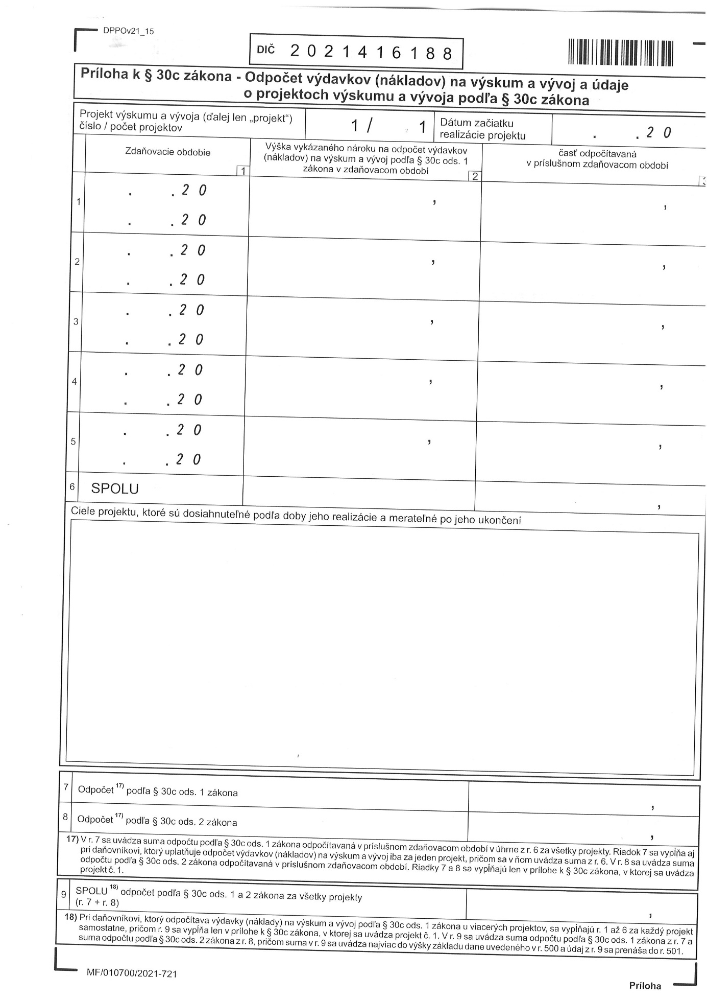 DPPOv21_15
DIČ 2 0 2 1 4 1 6 1 8 8
Príloha k § 30c zákona - Odpočet výdavkov (nákladov) na výskum a vývoj a údaje
o projektoch výskumu a vývoja podľa § 30c zákona
Projekt výskumu a vývoja (ďalej len „projekt“)
číslo / počet projektov
1 / 1
Dátum začiatku
realizácie projektu
. . 2 0
Zdaňovacie obdobie
1
Výška vykázaného nároku na odpočet výdavkov
(nákladov) na výskum a vývoj podľa § 30c ods. 1
zákona v zdaňovacom období
2
časť odpočítavaná
v príslušnom zdaňovacom období
3
. . 2 0
1 , ,
. . 2 0
. . 2 0
2 , ,
. . 2 0
. . 2 0
3 , ,
. . 2 0
. . 2 0
4 , ,
. . 2 0
. . 2 0
5 , ,
. . 2 0
6 SPOLU ,
Ciele projektu, ktoré sú dosiahnuteľné podľa doby jeho realizácie a merateľné po jeho ukončení
7 Odpočet 17) podľa § 30c ods. 1 zákona ,
8 Odpočet 17) podľa § 30c ods. 2 zákona ,
17) V r. 7 sa uvádza suma odpočtu podľa § 30c ods. 1 zákona odpočítavaná v príslušnom zdaňovacom období v úhrne z r. 6 za všetky projekty. Riadok 7 sa vypĺňa aj
pri daňovníkovi, ktorý uplatňuje odpočet výdavkov (nákladov) na výskum a vývoj iba za jeden projekt, pričom sa v ňom uvádza suma z r. 6. V r. 8 sa uvádza suma
odpočtu podľa § 30c ods. 2 zákona odpočítavaná v príslušnom zdaňovacom období. Riadky 7 a 8 sa vypĺňajú len v prílohe k § 30c zákona, v ktorej sa uvádza
projekt č. 1.
9 SPOLU 18) odpočet podľa § 30c ods. 1 a 2 zákona za všetky projekty
(r. 7 + r. 8) ,
18) Pri daňovníkovi, ktorý odpočítava výdavky (náklady) na výskum a vývoj podľa § 30c ods. 1 zákona u viacerých projektov, sa vypĺňajú r. 1 až 6 za každý projekt
samostatne, pričom r. 9 sa vypĺňa len v prílohe k § 30c zákona, v ktorej sa uvádza projekt č. 1. V r. 9 sa uvádza suma odpočtu podľa § 30c ods. 1 zákona z r. 7 a
suma odpočtu podľa § 30c ods. 2 zákona z r. 8, pričom suma v r. 9 sa uvádza najviac do výšky základu dane uvedeného v r. 500 a údaj z r. 9 sa prenáša do r. 501.
MF/010700/2021-721
Príloha